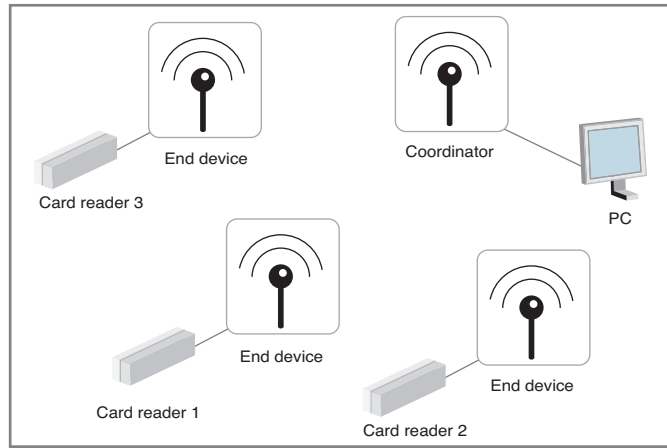 End device
Coordinator
Card reader 3
PC
End device
Card reader 1
End device
Card reader 2